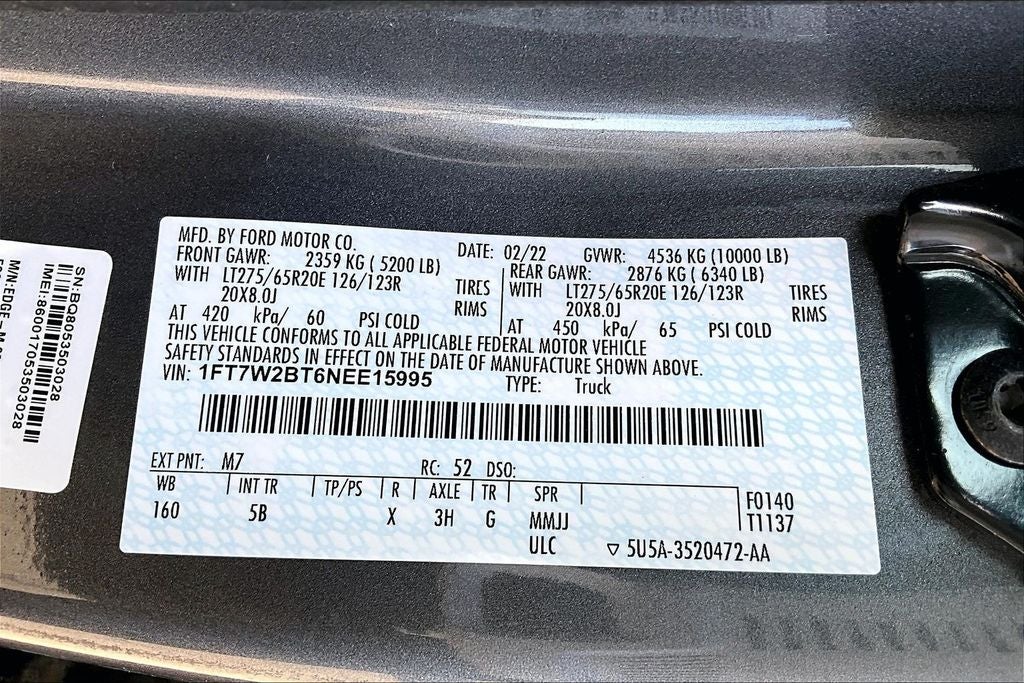 MFD. BY FORD MOTOR CO.
DATE: 02/22 GVWR: 4536 KG (10000 LB)
FRONT GAWR: 2359 KG ( 5200 LB)
REAR GAWR: 2876 KG ( 6340 LB)
WITH LT275/65R20E 126/123R TIRES
20X8.0J RIMS
AT 420 kPa/ 60 PSI COLD
WITH LT275/65R20E 126/123R TIRES
20X8.0J RIMS
AT 450 kPa/ 65 PSI COLD
THIS VEHICLE CONFORMS TO ALL APPLICABLE FEDERAL MOTOR VEHICLE
SAFETY STANDARDS IN EFFECT ON THE DATE OF MANUFACTURE SHOWN ABOVE.
VIN: 1FT7W2BT6NEE15995 TYPE: Truck
EXT PNT: M7 RC: 52 DSO:
WB INT TR TP/PS R AXLE TR SPR
160 5B X 3H G MMJJ
ULC
F0140
T1137
▽ 5U5A-3520472-AA
SN:BQ80553503028
IMEI:860017053503028
M/N:EDGE-M